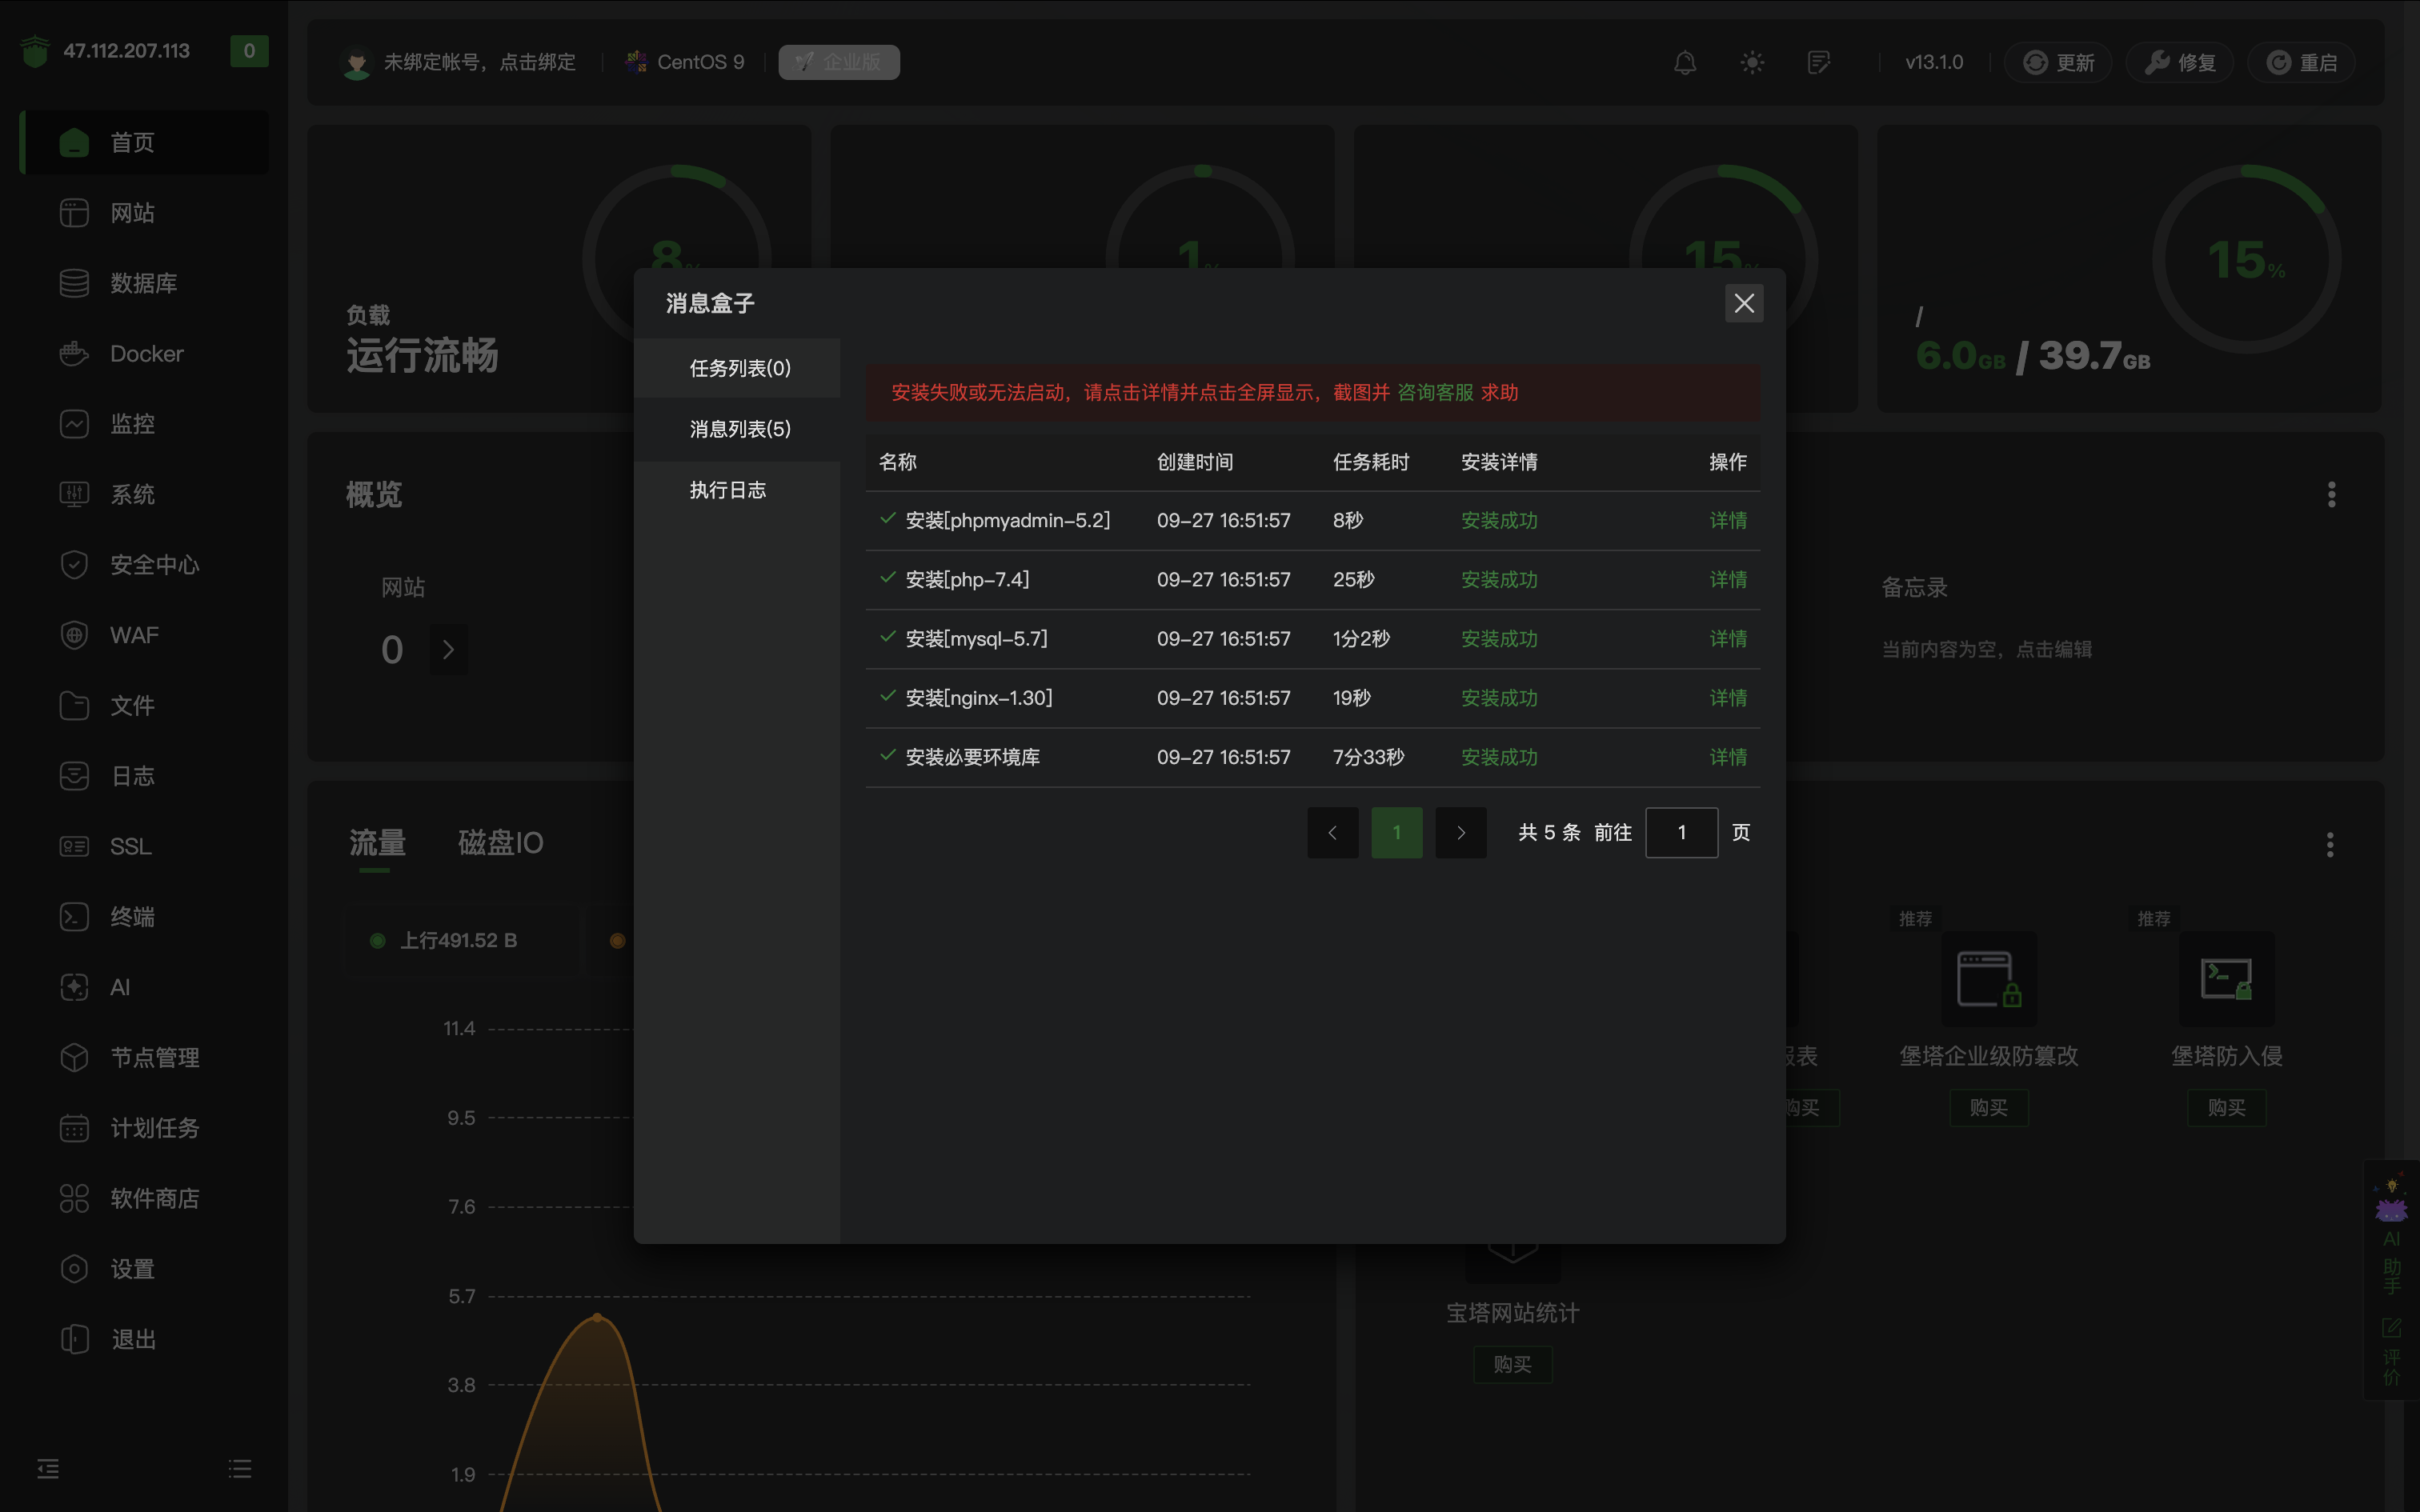 47.112.207.113
0
首页
网站
数据库
Docker
监控
系统
安全中心
WAF
文件
日志
SSL
终端
AI
节点管理
计划任务
软件商店
设置
退出
未绑定帐号，点击绑定
CentOS 9
企业版
v13.1.0
更新
修复
重启
8%
负载
运行流畅
1%
15%
15%
/
6.0GB / 39.7GB
概览
网站
0
备忘录
当前内容为空，点击编辑
消息盒子
任务列表(0)
消息列表(5)
执行日志
安装失败或无法启动，请点击详情并点击全屏显示，截图并 咨询客服 求助
名称 创建时间 任务耗时 安装详情 操作
安装[phpmyadmin-5.2] 09-27 16:51:57 8秒 安装成功 详情
安装[php-7.4] 09-27 16:51:57 25秒 安装成功 详情
安装[mysql-5.7] 09-27 16:51:57 1分2秒 安装成功 详情
安装[nginx-1.30] 09-27 16:51:57 19秒 安装成功 详情
安装必要环境库 09-27 16:51:57 7分33秒 安装成功 详情
1 共 5 条 前往 1 页
流量 磁盘IO
上行491.52 B
11.4
9.5
7.6
5.7
3.8
1.9
报表
购买
推荐
堡塔企业级防篡改
购买
推荐
堡塔防入侵
购买
宝塔网站统计
购买
AI
助
手
评
价